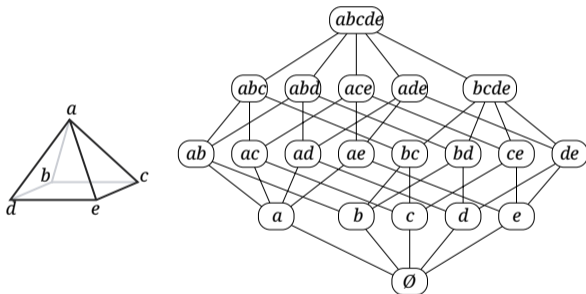 abcde
abc abd ace ade bcde
a
b c
d e
ab ac ad ae bc bd ce de
a b c d e
Ø